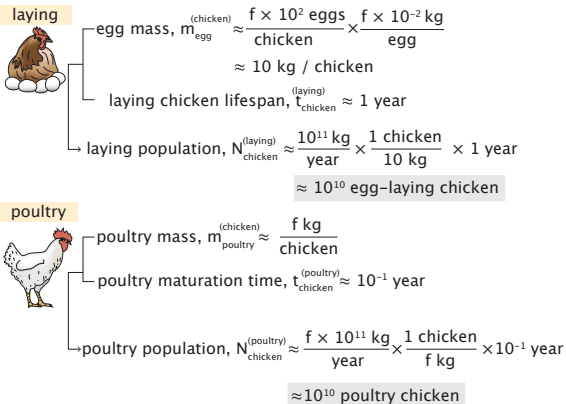 laying
egg mass, m_egg^(chicken) ≈ (f × 10² eggs / chicken) × (f × 10⁻² kg / egg)
≈ 10 kg / chicken
laying chicken lifespan, t_chicken^(laying) ≈ 1 year
laying population, N_chicken^(laying) ≈ (10¹¹ kg / year) × (1 chicken / 10 kg) × 1 year
≈ 10¹⁰ egg–laying chicken
poultry
poultry mass, m_poultry^(chicken) ≈ f kg / chicken
poultry maturation time, t_chicken^(poultry) ≈ 10⁻¹ year
poultry population, N_chicken^(poultry) ≈ (f × 10¹¹ kg / year) × (1 chicken / f kg) ×10⁻¹ year
≈10¹⁰ poultry chicken